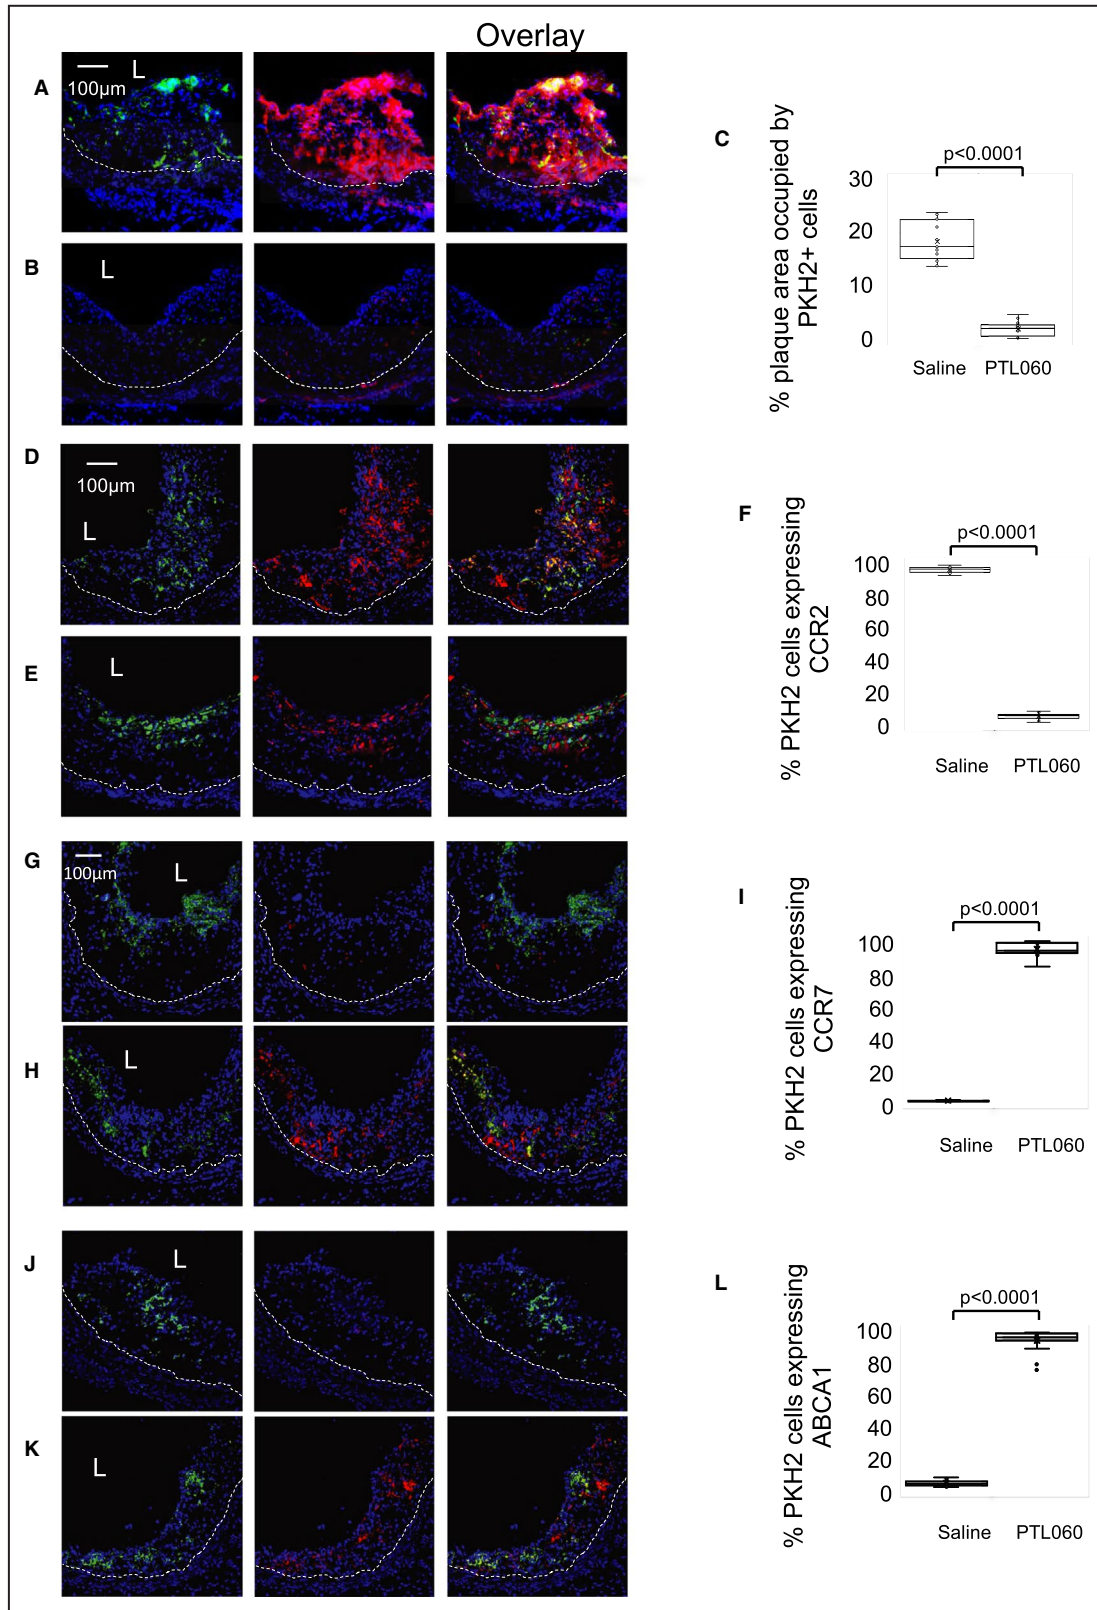 Overlay
A
100μm
L
B
L
C
% plaque area occupied by
PKH2+ cells
p<0.0001
30
20
10
0
Saline PTL060
D
100μm
L
E
L
F
% PKH2 cells expressing
CCR2
p<0.0001
100
80
60
40
20
0
Saline PTL060
G
100μm
L
H
L
I
% PKH2 cells expressing
CCR7
p<0.0001
100
80
60
40
20
0
Saline PTL060
J
L
K
L
L
% PKH2 cells expressing
ABCA1
p<0.0001
100
80
60
40
20
0
Saline PTL060